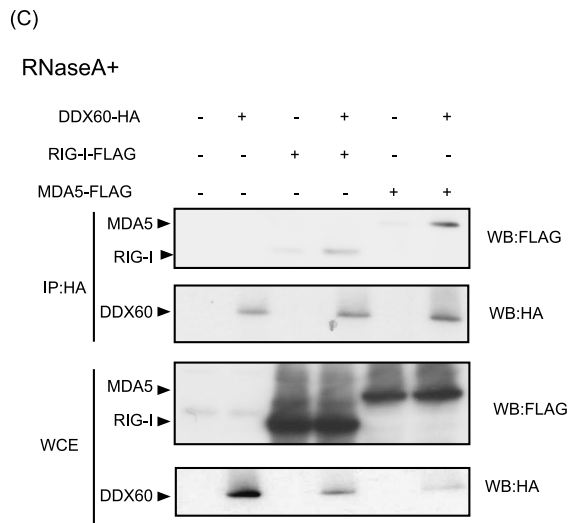 (C)
RNaseA+
DDX60-HA - + - + - +
RIG-I-FLAG - - + + - -
MDA5-FLAG - - - - + +
MDA5
RIG-I
WB:FLAG
IP:HA
DDX60
WB:HA
MDA5
RIG-I
WB:FLAG
WCE
DDX60
WB:HA